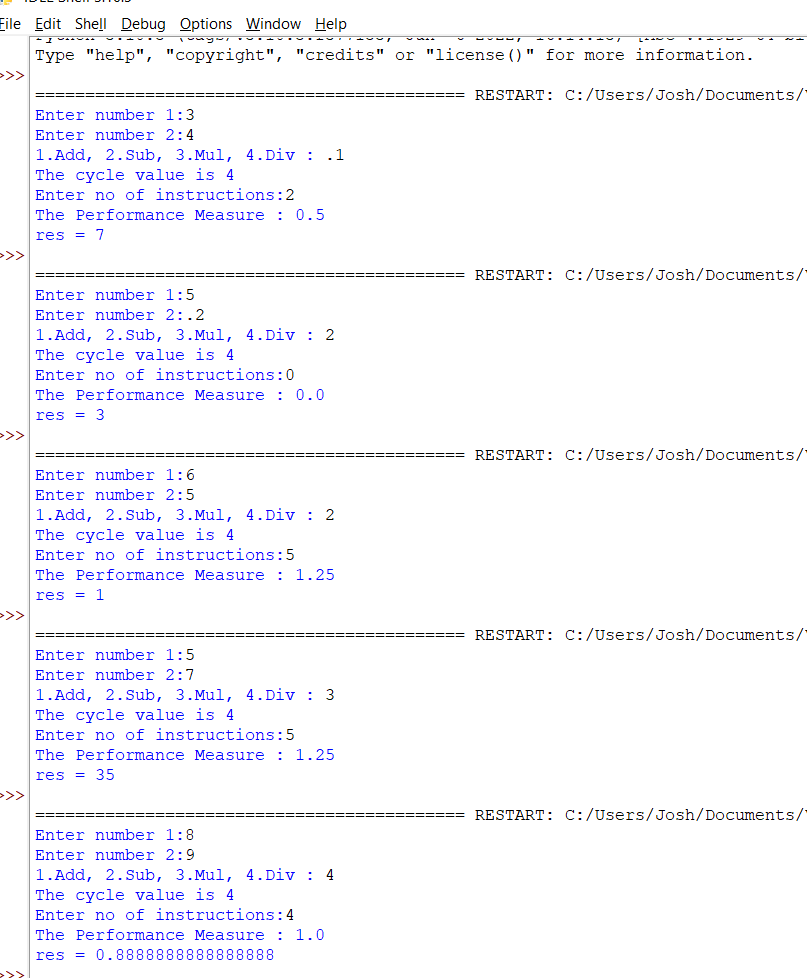 File Edit Shell Debug Options Window Help
Type "help", "copyright", "credits" or "license()" for more information.
>>>
=========================================== RESTART: C:/Users/Josh/Documents/
Enter number 1:3
Enter number 2:4
1.Add, 2.Sub, 3.Mul, 4.Div : .1
The cycle value is 4
Enter no of instructions:2
The Performance Measure : 0.5
res = 7
>>>
=========================================== RESTART: C:/Users/Josh/Documents/
Enter number 1:5
Enter number 2:.2
1.Add, 2.Sub, 3.Mul, 4.Div : 2
The cycle value is 4
Enter no of instructions:0
The Performance Measure : 0.0
res = 3
>>>
=========================================== RESTART: C:/Users/Josh/Documents/
Enter number 1:6
Enter number 2:5
1.Add, 2.Sub, 3.Mul, 4.Div : 2
The cycle value is 4
Enter no of instructions:5
The Performance Measure : 1.25
res = 1
>>>
=========================================== RESTART: C:/Users/Josh/Documents/
Enter number 1:5
Enter number 2:7
1.Add, 2.Sub, 3.Mul, 4.Div : 3
The cycle value is 4
Enter no of instructions:5
The Performance Measure : 1.25
res = 35
>>>
=========================================== RESTART: C:/Users/Josh/Documents/
Enter number 1:8
Enter number 2:9
1.Add, 2.Sub, 3.Mul, 4.Div : 4
The cycle value is 4
Enter no of instructions:4
The Performance Measure : 1.0
res = 0.8888888888888888
>>>